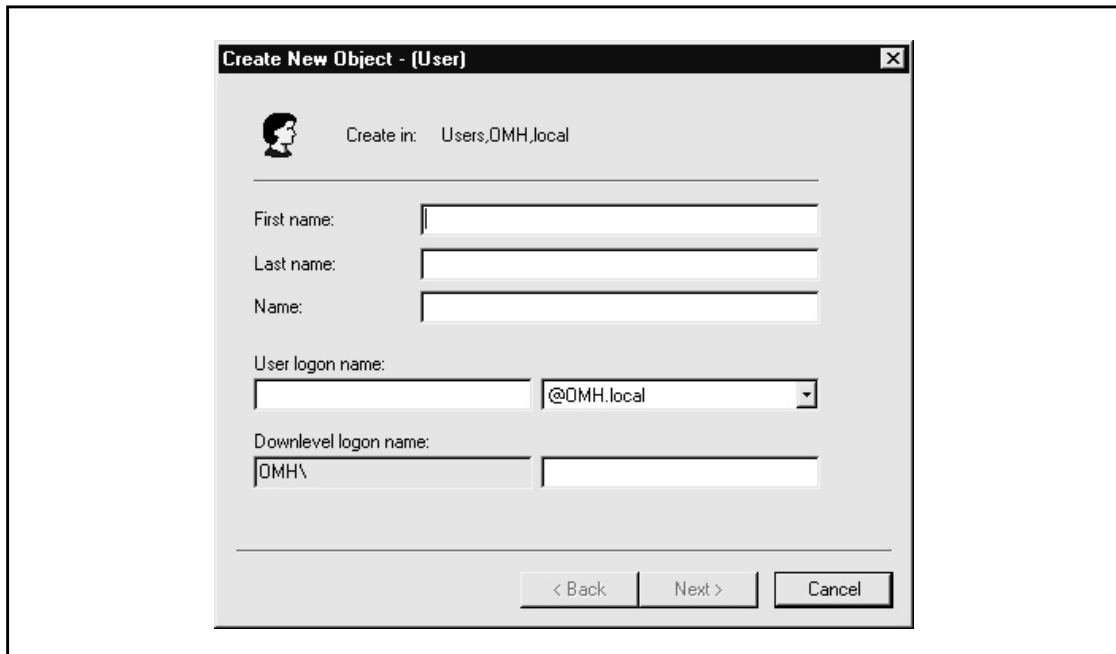 Create New Object - (User)
Create in: Users,OMH,local
First name:
Last name:
Name:
User logon name:
@OMH.local
Downlevel logon name:
OMH\
< Back Next > Cancel